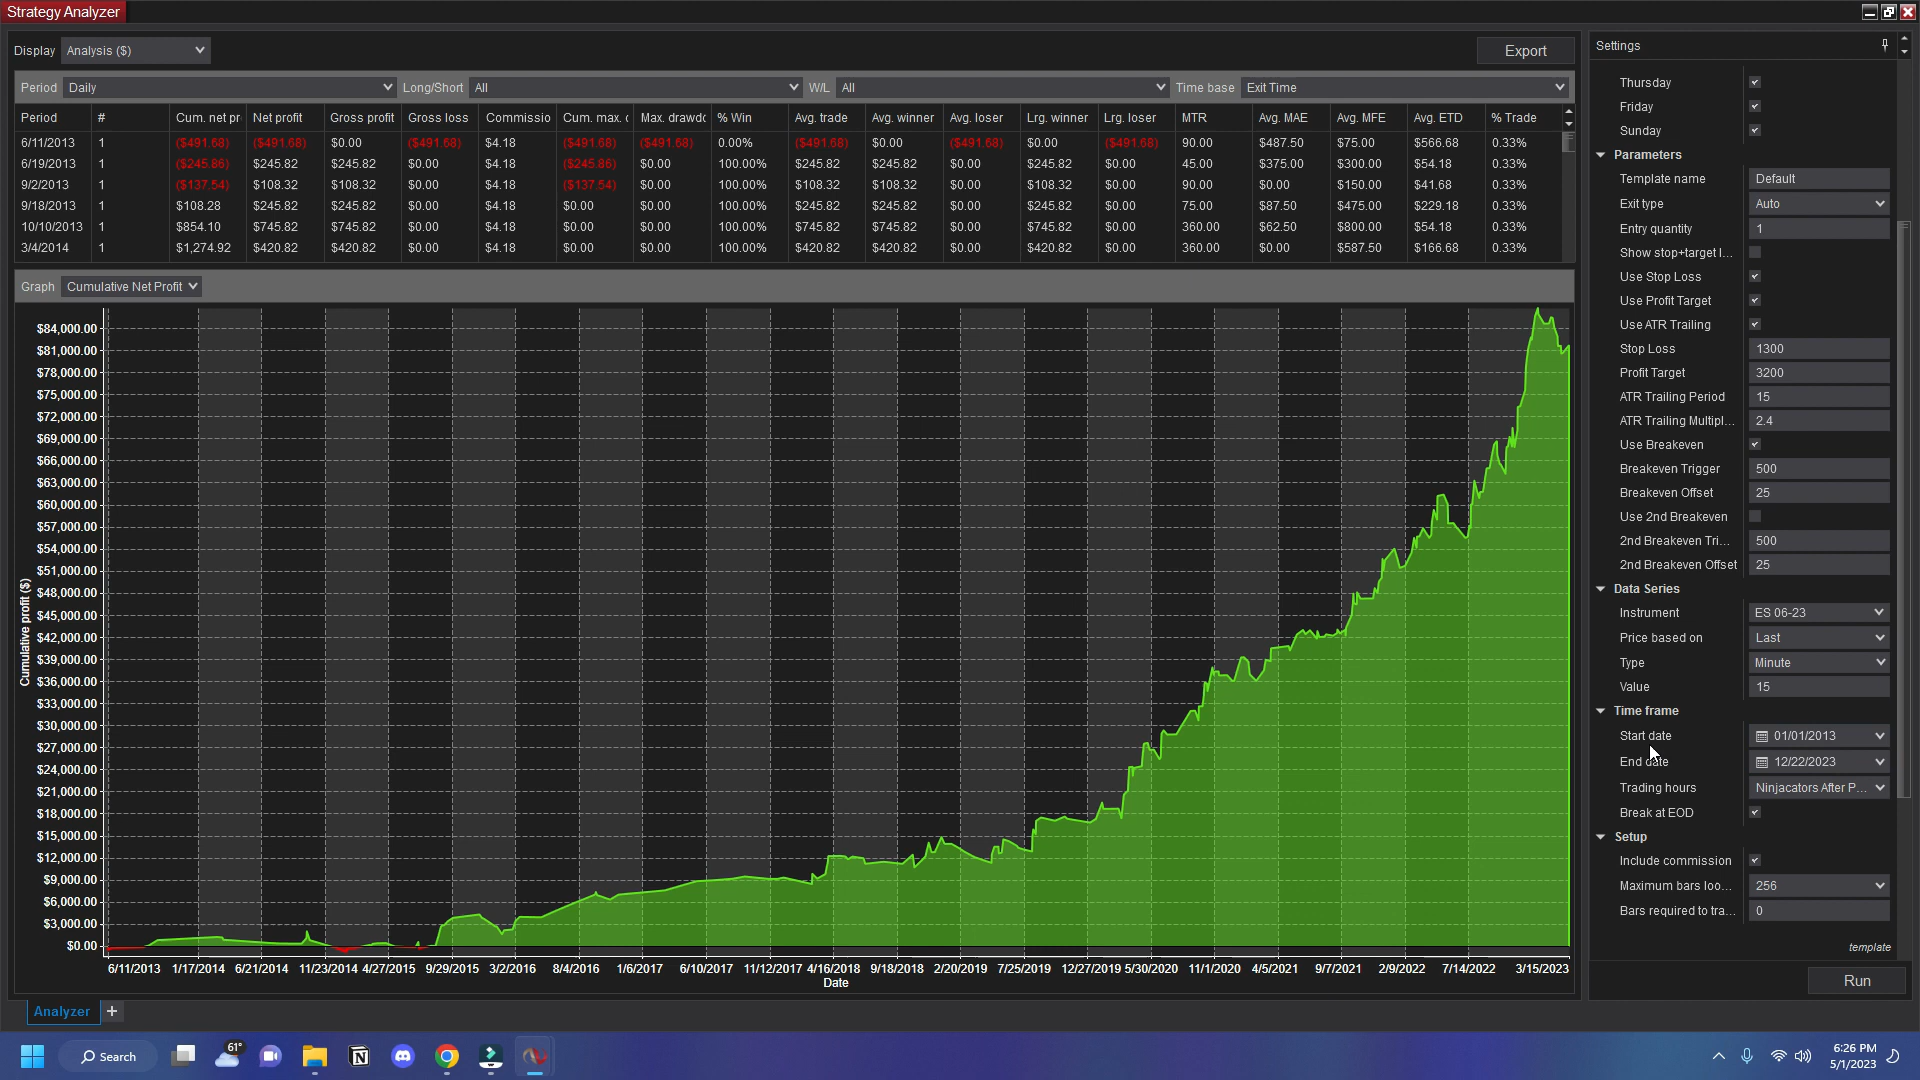 Strategy Analyzer
Display Analysis ($) Export
Period Daily Long/Short All W/L All Time base Exit Time
Period # Cum. net pr Net profit Gross profit Gross loss Commissio Cum. max. Max. drawdc % Win Avg. trade Avg. winner Avg. loser Lrg. winner Lrg. loser MTR Avg. MAE Avg. MFE Avg. ETD % Trade
6/11/2013 1 ($491.68) ($491.68) $0.00 ($491.68) $4.18 ($491.68) ($491.68) 0.00% ($491.68) $0.00 ($491.68) $0.00 ($491.68) 90.00 $487.50 $75.00 $566.68 0.33%
6/19/2013 1 ($245.86) $245.82 $245.82 $0.00 $4.18 ($245.86) $0.00 100.00% $245.82 $245.82 $0.00 $245.82 $0.00 45.00 $375.00 $300.00 $54.18 0.33%
9/2/2013 1 ($137.54) $108.32 $108.32 $0.00 $4.18 ($137.54) $0.00 100.00% $108.32 $108.32 $0.00 $108.32 $0.00 90.00 $0.00 $150.00 $41.68 0.33%
9/18/2013 1 $108.28 $245.82 $245.82 $0.00 $4.18 $0.00 $0.00 100.00% $245.82 $245.82 $0.00 $245.82 $0.00 75.00 $87.50 $475.00 $229.18 0.33%
10/10/2013 1 $854.10 $745.82 $745.82 $0.00 $4.18 $0.00 $0.00 100.00% $745.82 $745.82 $0.00 $745.82 $0.00 360.00 $62.50 $800.00 $54.18 0.33%
3/4/2014 1 $1,274.92 $420.82 $420.82 $0.00 $4.18 $0.00 $0.00 100.00% $420.82 $420.82 $0.00 $420.82 $0.00 360.00 $0.00 $587.50 $166.68 0.33%
Graph Cumulative Net Profit
$84,000.00
$81,000.00
$78,000.00
$75,000.00
$72,000.00
$69,000.00
$66,000.00
$63,000.00
$60,000.00
$57,000.00
$54,000.00
$51,000.00
$48,000.00
$45,000.00
$42,000.00
$39,000.00
$36,000.00
$33,000.00
$30,000.00
$27,000.00
$24,000.00
$21,000.00
$18,000.00
$15,000.00
$12,000.00
$9,000.00
$6,000.00
$3,000.00
$0.00
Cumulative profit ($)
6/11/2013 1/17/2014 6/21/2014 11/23/2014 4/27/2015 9/29/2015 3/2/2016 8/4/2016 1/6/2017 6/10/2017 11/12/2017 4/16/2018 9/18/2018 2/20/2019 7/25/2019 12/27/2019 5/30/2020 11/1/2020 4/5/2021 9/7/2021 2/9/2022 7/14/2022 3/15/2023
Date
Analyzer +
Settings
Thursday
Friday
Sunday
Parameters
Template name Default
Exit type Auto
Entry quantity 1
Show stop+target l...
Use Stop Loss
Use Profit Target
Use ATR Trailing
Stop Loss 1300
Profit Target 3200
ATR Trailing Period 15
ATR Trailing Multipl... 2.4
Use Breakeven
Breakeven Trigger 500
Breakeven Offset 25
Use 2nd Breakeven
2nd Breakeven Tri... 500
2nd Breakeven Offset 25
Data Series
Instrument ES 06-23
Price based on Last
Type Minute
Value 15
Time frame
Start date 01/01/2013
End date 12/22/2023
Trading hours Ninjacators After P...
Break at EOD
Setup
Include commission
Maximum bars loo... 256
Bars required to tra... 0
template
Run
Search
61°
6:26 PM
5/1/2023